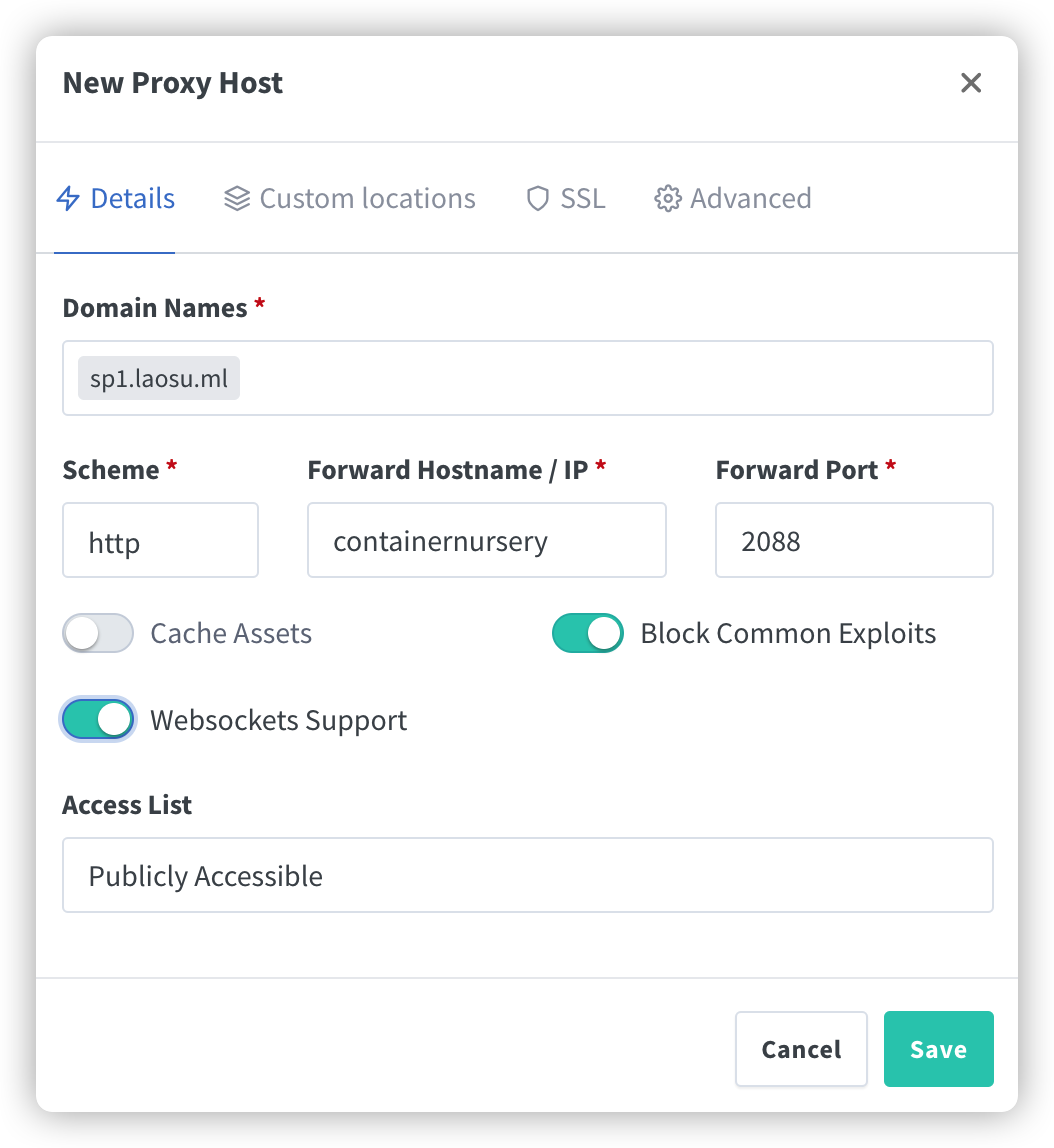 New Proxy Host
Details Custom locations SSL Advanced
Domain Names *
sp1.laosu.ml
Scheme * Forward Hostname / IP * Forward Port *
http containernursery 2088
Cache Assets Block Common Exploits
Websockets Support
Access List
Publicly Accessible
Cancel Save